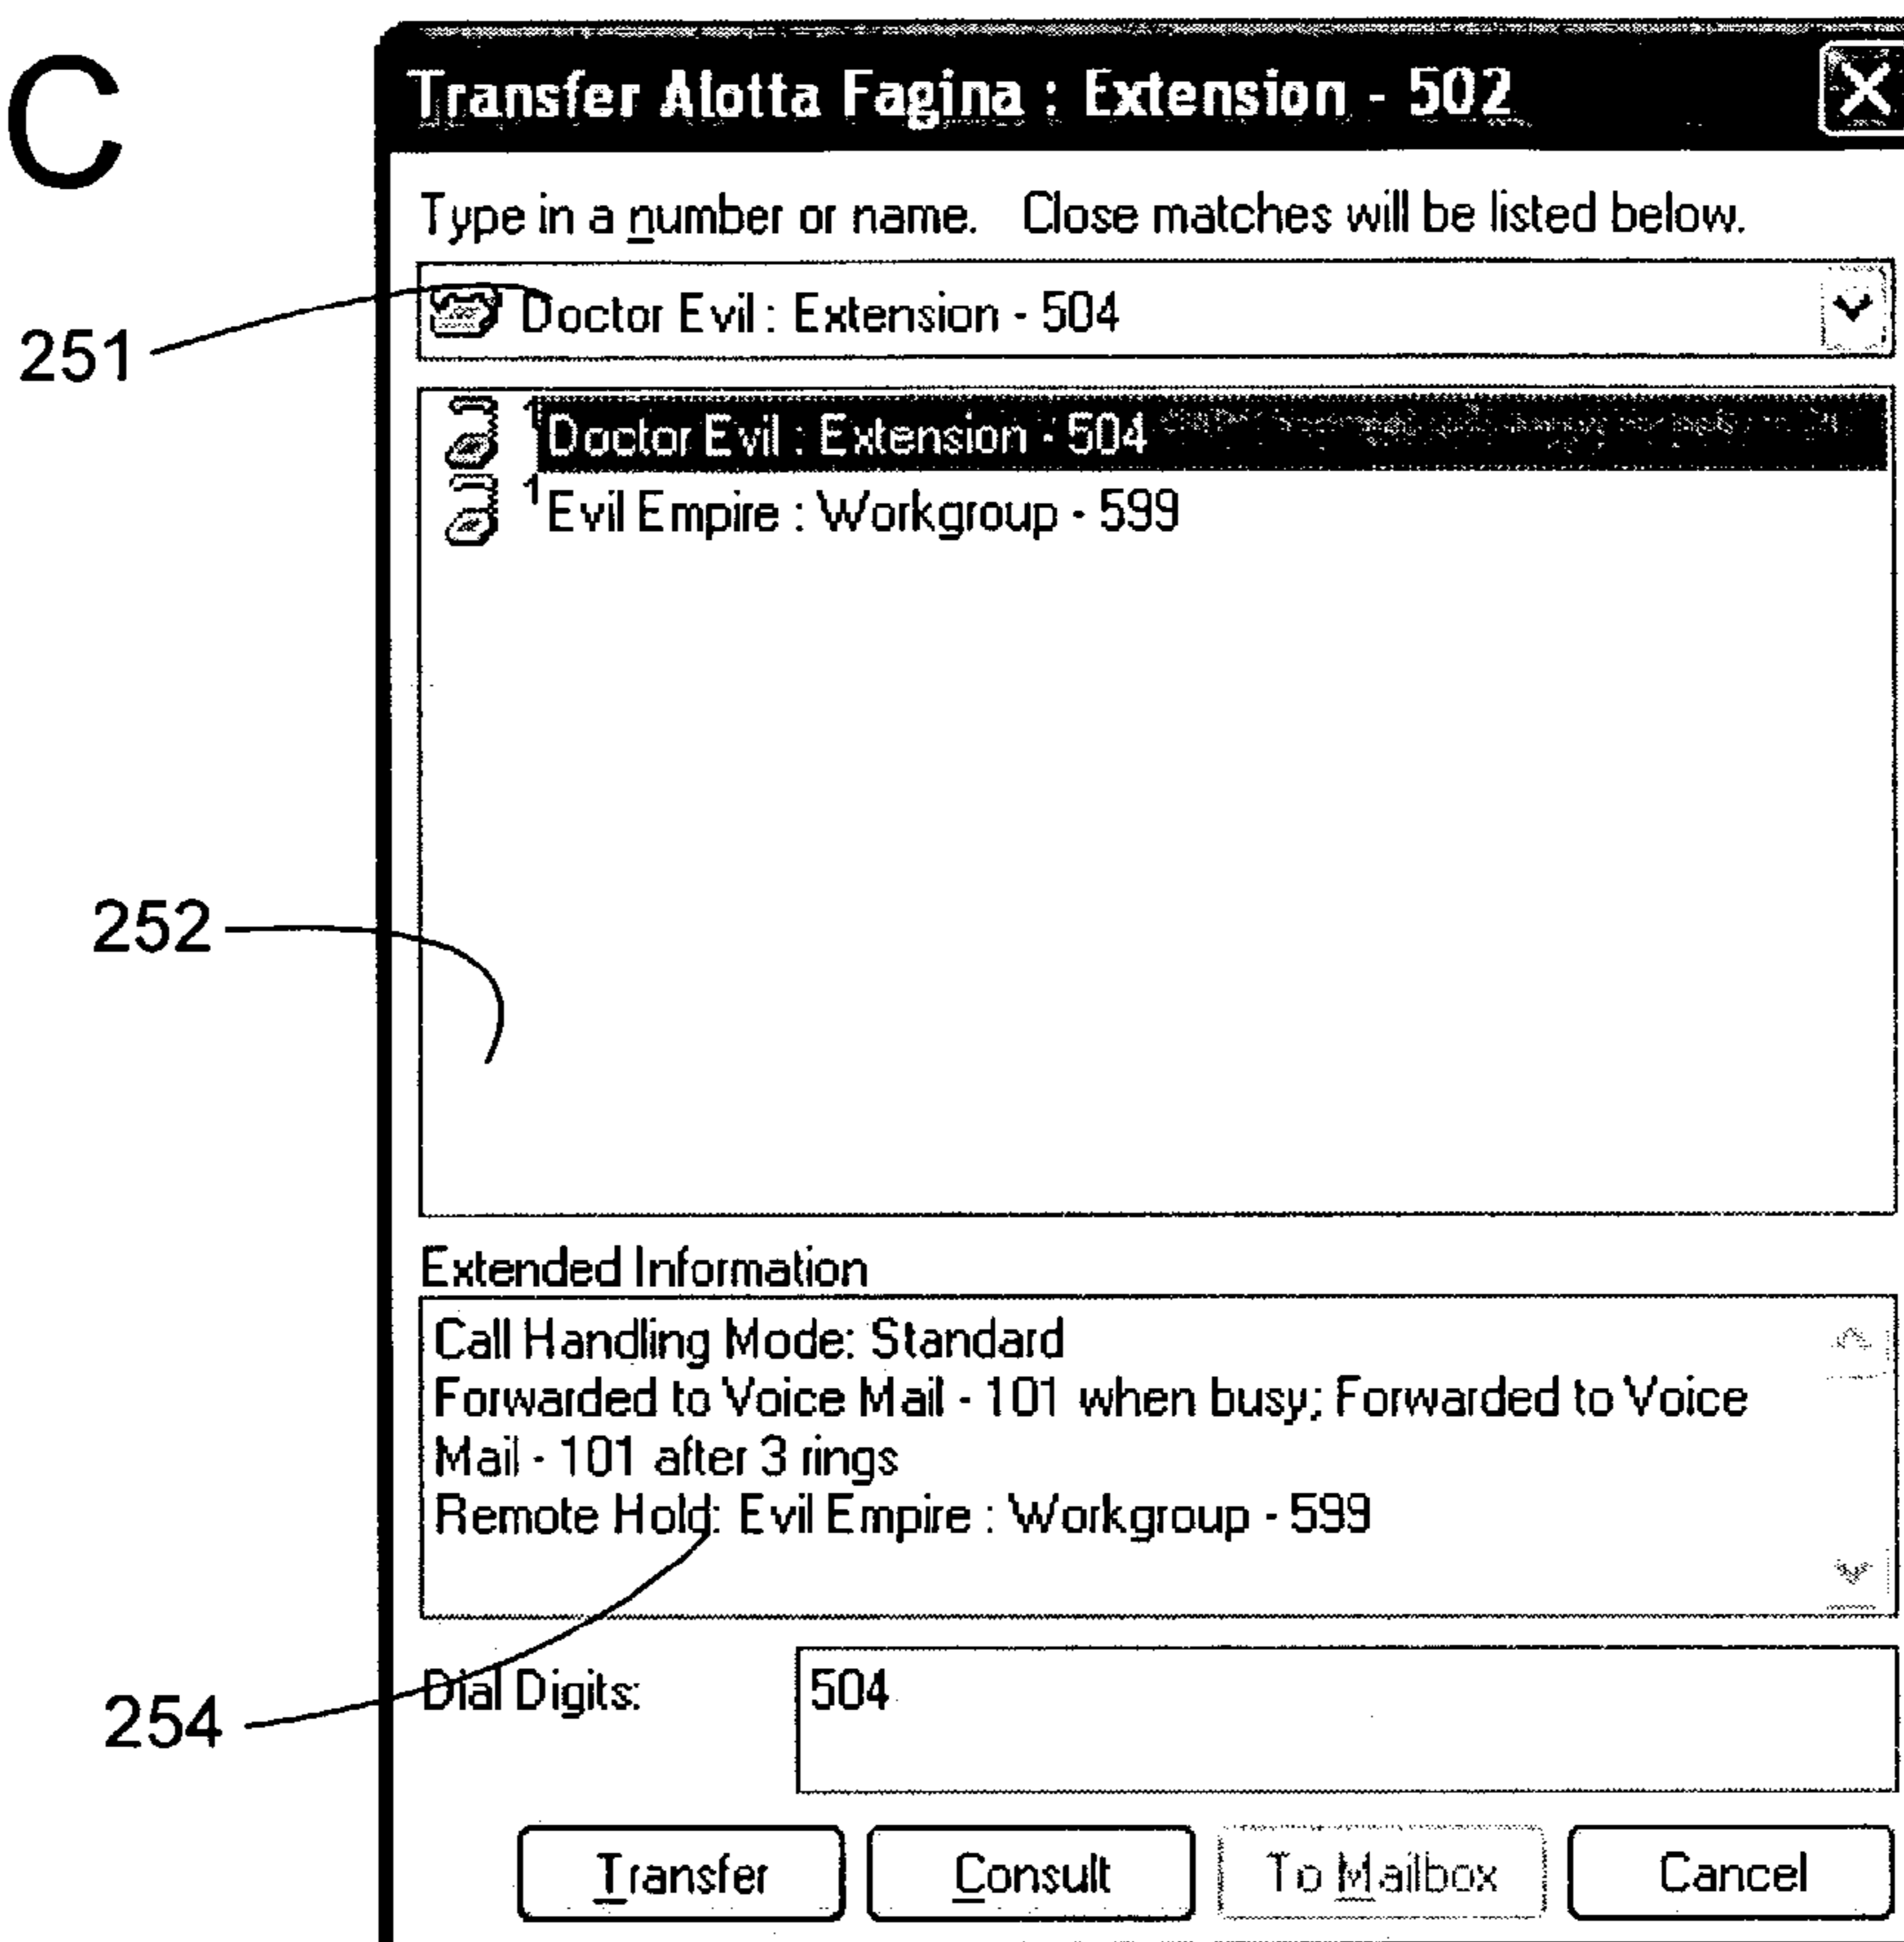 C
Transfer Alotta Fagina : Extension - 502
Type in a number or name. Close matches will be listed below.
251
Doctor Evil : Extension - 504
1 Doctor Evil : Extension - 504
1 Evil Empire : Workgroup - 599
252
Extended Information
Call Handling Mode: Standard
Forwarded to Voice Mail - 101 when busy; Forwarded to Voice
Mail - 101 after 3 rings
Remote Hold: Evil Empire : Workgroup - 599
254
Dial Digits: 504
Transfer Consult To Mailbox Cancel